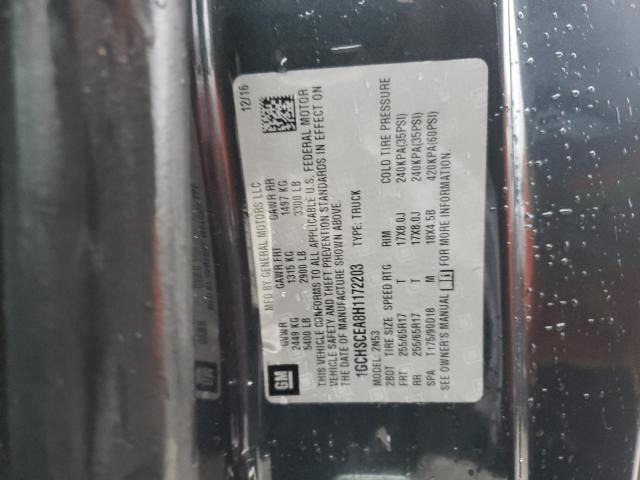 GM
MFD BY GENERAL MOTORS LLC
12/16
GVWR GAWR FRT GAWR RR
2449 KG 1315 KG 1497 KG
5400 LB 2900 LB 3300 LB
THIS VEHICLE CONFORMS TO ALL APPLICABLE U.S. FEDERAL MOTOR
VEHICLE SAFETY AND THEFT PREVENTION STANDARDS IN EFFECT ON
THE DATE OF MANUFACTURE SHOWN ABOVE.
1GCHSCEA8H1172203 TYPE: TRUCK
MODEL: 2N53
28DT TIRE SIZE SPEED RTG RIM COLD TIRE PRESSURE
FRT 255/65R17 T 17X8.0J 240KPA(35PSI)
RR 255/65R17 T 17X8.0J 240KPA(35PSI)
SPA T175/90D18 M 18X4.5B 420KPA(60PSI)
SEE OWNER'S MANUAL FOR MORE INFORMATION.